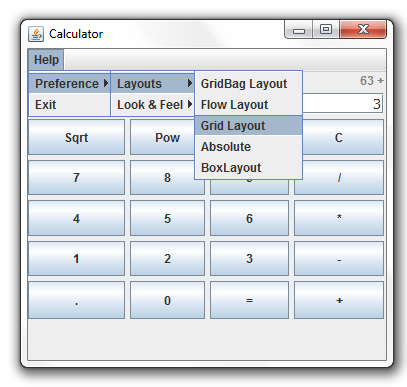 Calculator
Help
Preference Layouts GridBag Layout 63 +
Exit Look & Feel Flow Layout 3
Grid Layout
Absolute
BoxLayout
Sqrt Pow C
7 8 /
4 5 6 *
1 2 3 -
. 0 = +